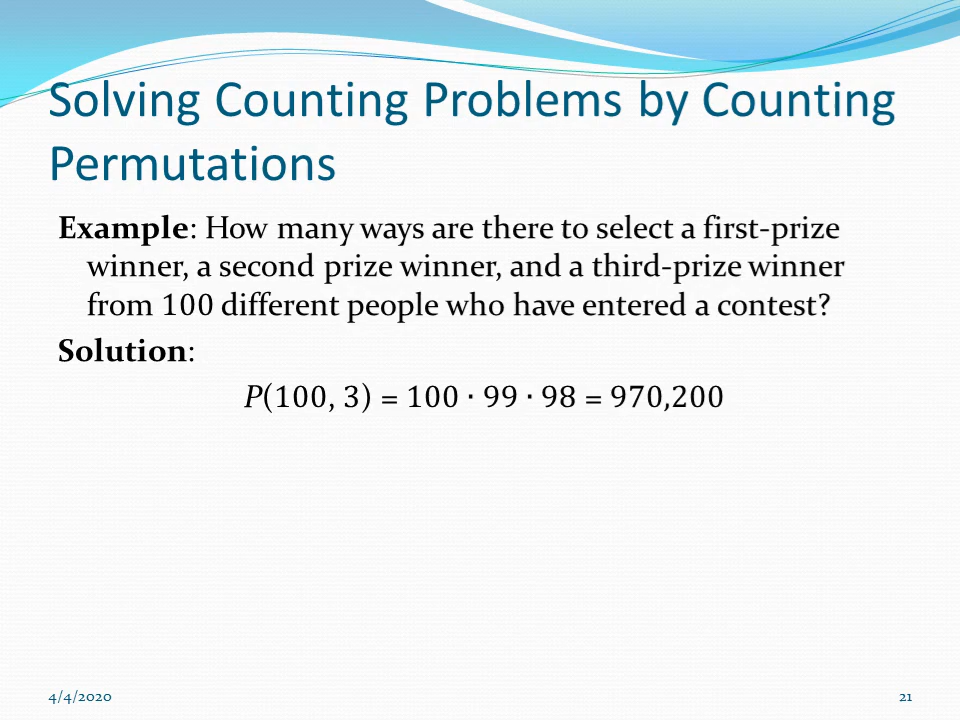 Solving Counting Problems by Counting
Permutations
Example: How many ways are there to select a first-prize
winner, a second prize winner, and a third-prize winner
from 100 different people who have entered a contest?
Solution:
P(100, 3) = 100 ∙ 99 ∙ 98 = 970,200
4/4/2020
21